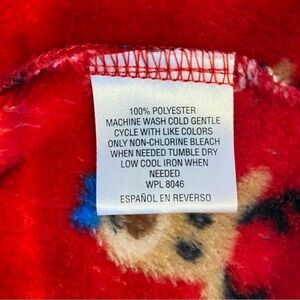 100% POLYESTER
MACHINE WASH COLD GENTLE
CYCLE WITH LIKE COLORS
ONLY NON-CHLORINE BLEACH
WHEN NEEDED TUMBLE DRY
LOW COOL IRON WHEN
NEEDED
WPL 8046
ESPAÑOL EN REVERSO